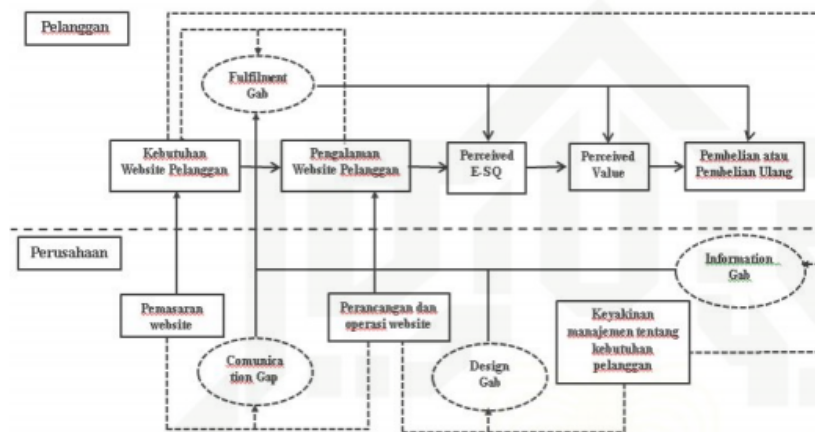 Pelanggan
Fulfilment
Gab
Kebutuhan
Website Pelanggan
Pengalaman
Website Pelanggan
Perceived
E-SQ
Perceived
Value
Pembelian atau
Pembelian Ulang
Perusahaan
Information
Gab
Pemasaran
website
Perancangan dan
operasi website
Keyakinan
manajemen tentang
kebutuhan
pelanggan
Comunica
tion Gap
Design
Gab